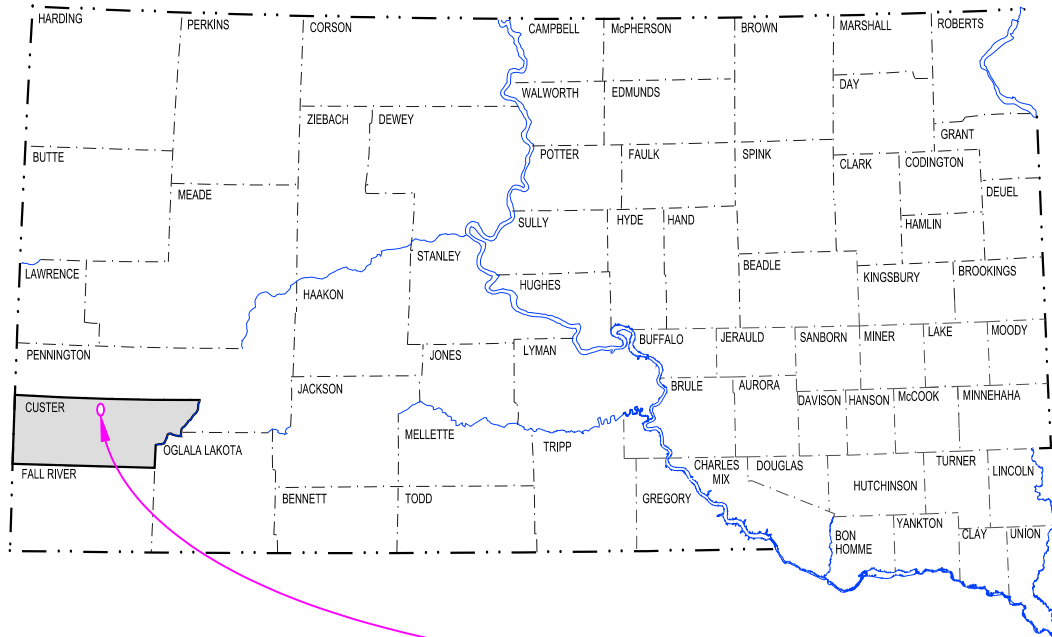 HARDING
PERKINS
CORSON
CAMPBELL
McPHERSON
BROWN
MARSHALL
ROBERTS
WALWORTH
EDMUNDS
DAY
ZIEBACH
DEWEY
GRANT
BUTTE
POTTER
FAULK
SPINK
CLARK
CODINGTON
MEADE
DEUEL
SULLY
HYDE
HAND
HAMLIN
STANLEY
LAWRENCE
BEADLE
KINGSBURY
BROOKINGS
HAAKON
HUGHES
PENNINGTON
JONES
LYMAN
BUFFALO
JERAULD
SANBORN
MINER
LAKE
MOODY
JACKSON
BRULE
AURORA
CUSTER
DAVISON
HANSON
McCOOK
MINNEHAHA
MELLETTE
OGLALA LAKOTA
TRIPP
FALL RIVER
CHARLES
MIX
DOUGLAS
TURNER
LINCOLN
HUTCHINSON
BENNETT
TODD
GREGORY
YANKTON
BON
HOMME
CLAY
UNION